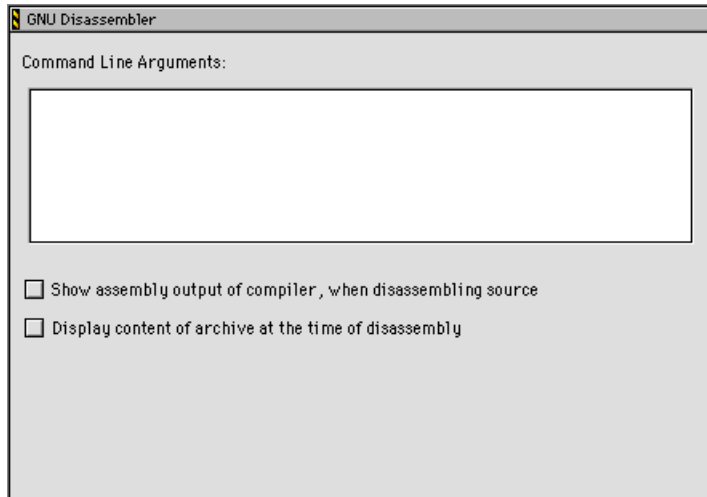 GNU Disassembler
Command Line Arguments:
Show assembly output of compiler, when disassembling source
Display content of archive at the time of disassembly